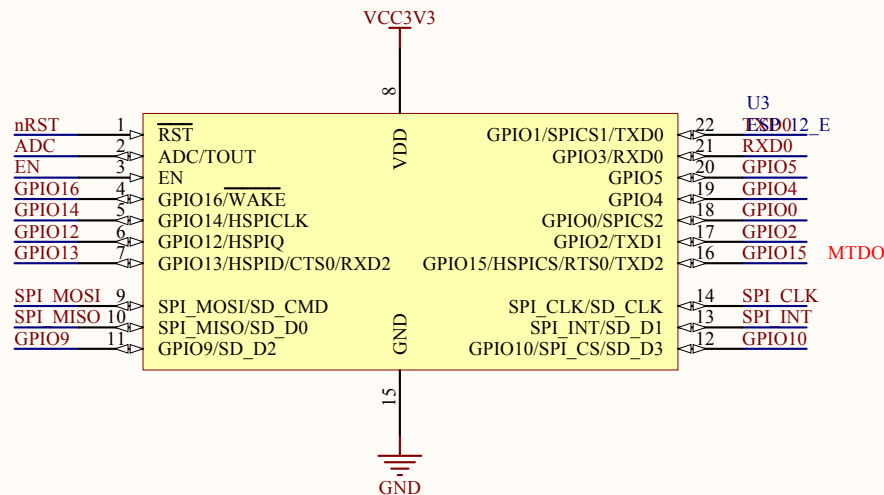 VCC3V3
8
VDD
U3
ESP_12_E
nRST 1 RST
ADC 2 ADC/TOUT
EN 3 EN
GPIO16 4 GPIO16/WAKE
GPIO14 5 GPIO14/HSPICLK
GPIO12 6 GPIO12/HSPIQ
GPIO13 7 GPIO13/HSPID/CTS0/RXD2
SPI_MOSI 9 SPI_MOSI/SD_CMD
SPI_MISO 10 SPI_MISO/SD_D0
GPIO9 11 GPIO9/SD_D2
GPIO1/SPICS1/TXD0 22 TXD0
GPIO3/RXD0 21 RXD0
GPIO5 20 GPIO5
GPIO4 19 GPIO4
GPIO0/SPICS2 18 GPIO0
GPIO2/TXD1 17 GPIO2
GPIO15/HSPICS/RTS0/TXD2 16 GPIO15 MTDO
SPI_CLK/SD_CLK 14 SPI_CLK
SPI_INT/SD_D1 13 SPI_INT
GPIO10/SPI_CS/SD_D3 12 GPIO10
GND
15
GND